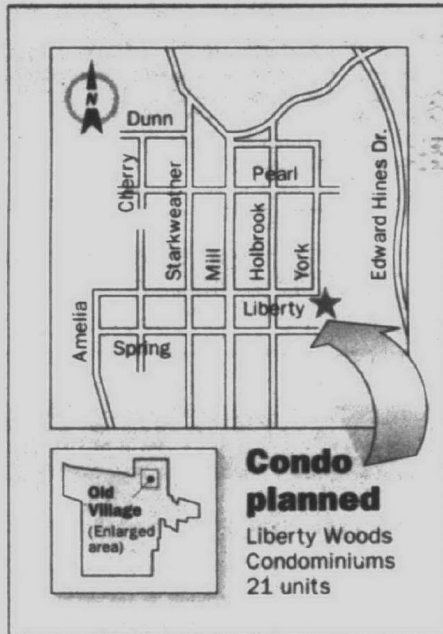 N
Dunn
Cherry
Pearl
Starkweather
Mill
Holbrook
York
Edward Hines Dr.
Liberty
Amelia
Spring
Old
Village
(Enlarged
area)
Condo
planned
Liberty Woods
Condominiums
21 units